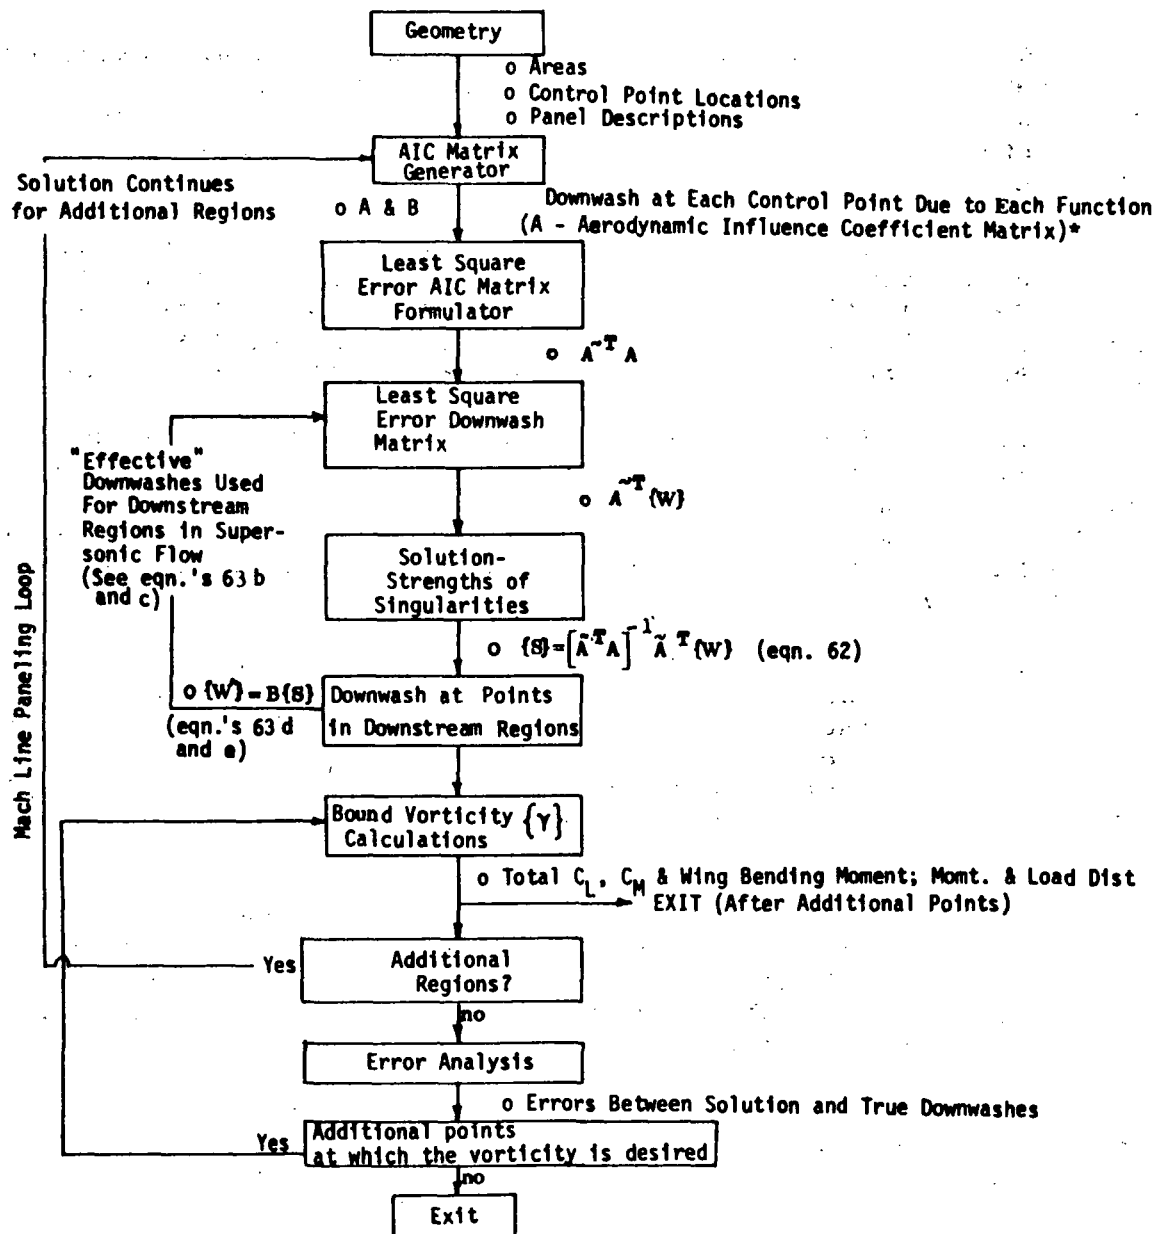 Geometry
o Areas
o Control Point Locations
o Panel Descriptions
AIC Matrix
Generator
Solution Continues
for Additional Regions
o A & B
Downwash at Each Control Point Due to Each Function
(A - Aerodynamic Influence Coefficient Matrix)*
Least Square
Error AIC Matrix
Formulator
o Ã^T A
Least Square
Error Downwash
Matrix
"Effective"
Downwashes Used
For Downstream
Regions in Super-
sonic Flow
(See eqn.'s 63 b
and c)
o Ã^T {W}
Solution-
Strengths of
Singularities
o {S} = [Ã^T A]^-1 Ã^T {W} (eqn. 62)
o {W} = B{S}
(eqn.'s 63 d
and e)
Downwash at Points
in Downstream Regions
Mach Line Paneling Loop
Bound Vorticity {γ}
Calculations
o Total C_L, C_M & Wing Bending Moment; Momt. & Load Dist
EXIT (After Additional Points)
Yes
Additional
Regions?
no
Error Analysis
o Errors Between Solution and True Downwashes
Yes
Additional points
at which the vorticity is desired
no
Exit